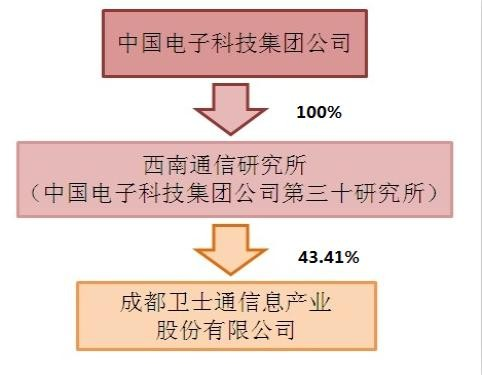 中国电子科技集团公司
100%
西南通信研究所
（中国电子科技集团公司第三十研究所）
43.41%
成都卫士通信息产业
股份有限公司